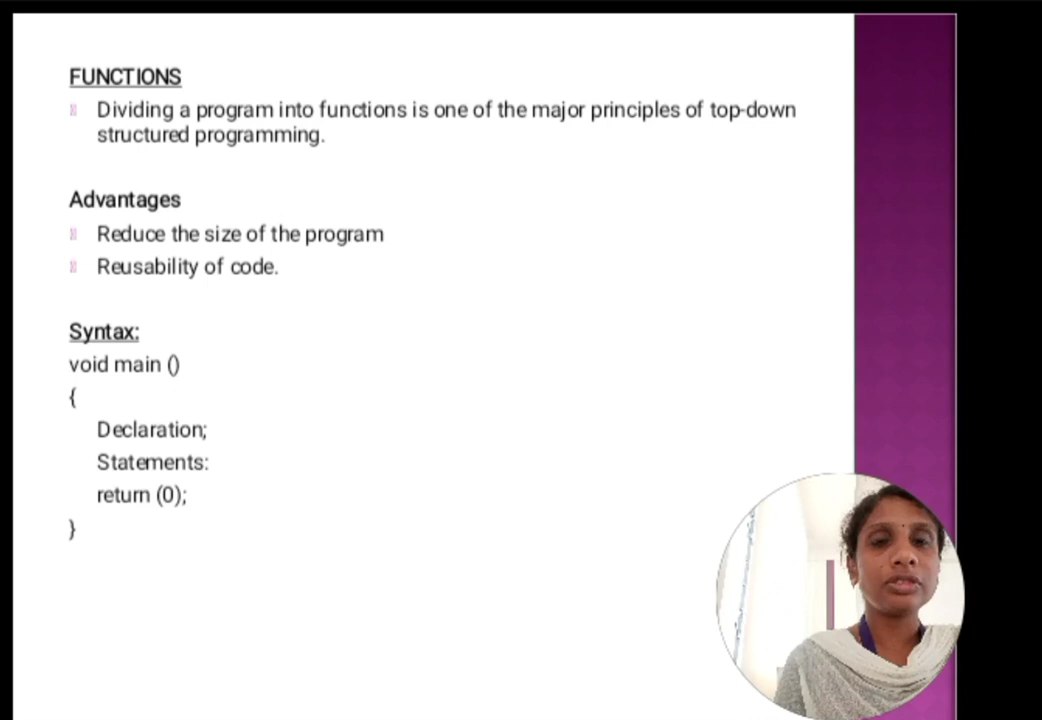 FUNCTIONS
Dividing a program into functions is one of the major principles of top-down
structured programming.
Advantages
Reduce the size of the program
Reusability of code.
Syntax:
void main ()
{
Declaration;
Statements:
return (0);
}